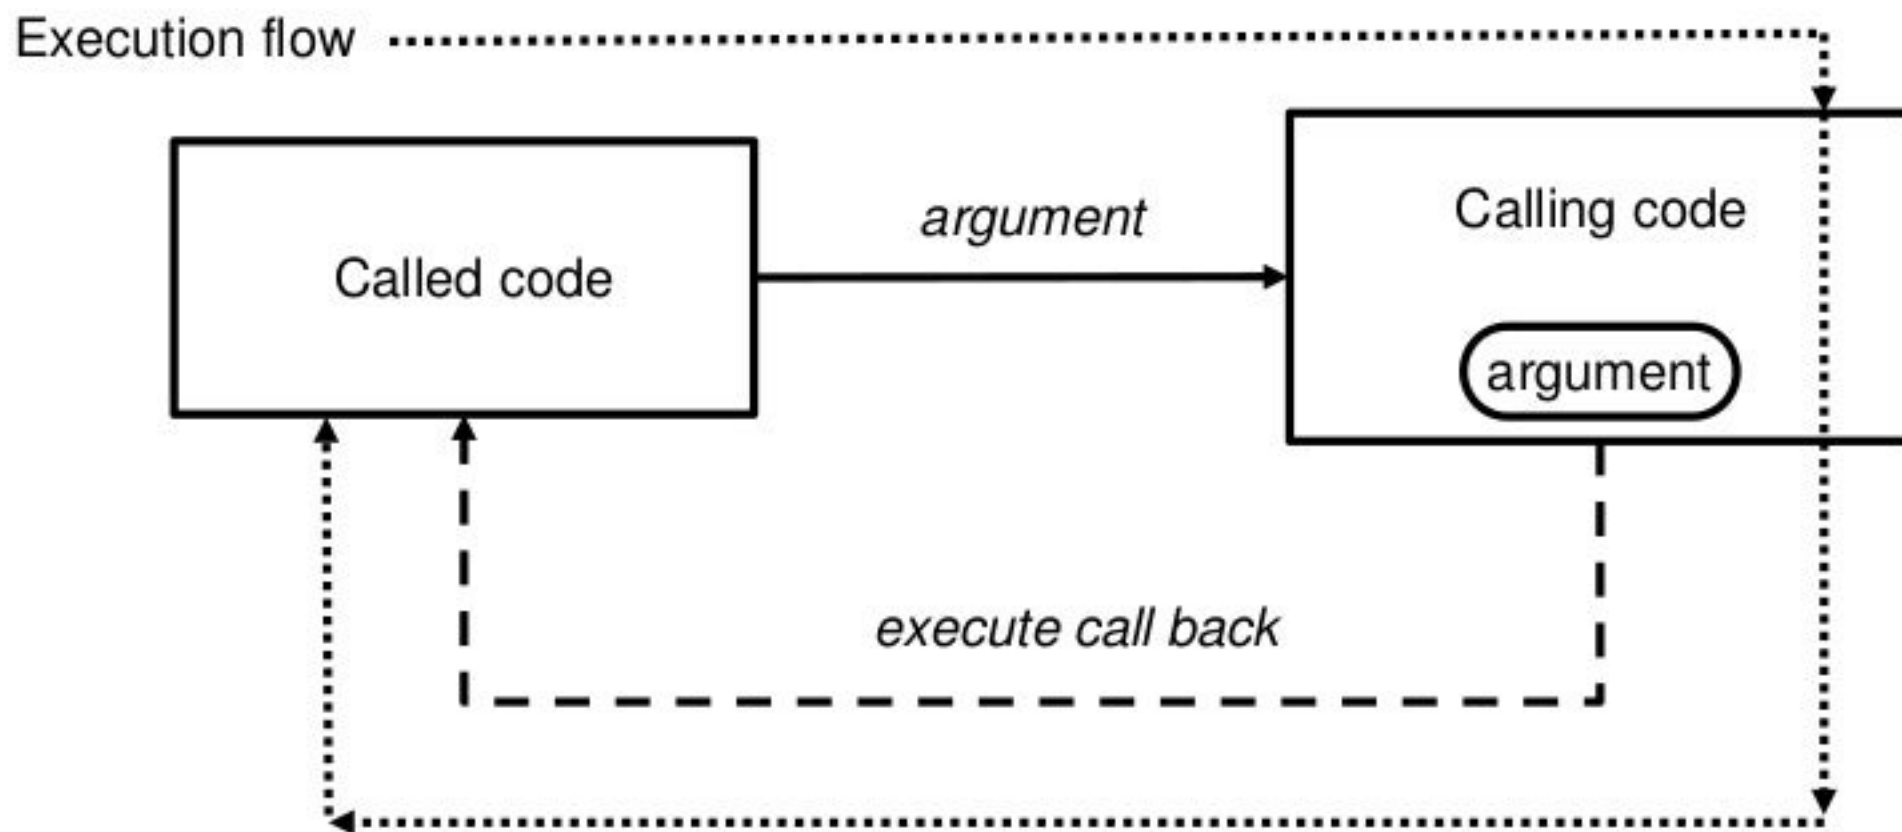 Execution flow
Called code
argument
Calling code
argument
execute call back